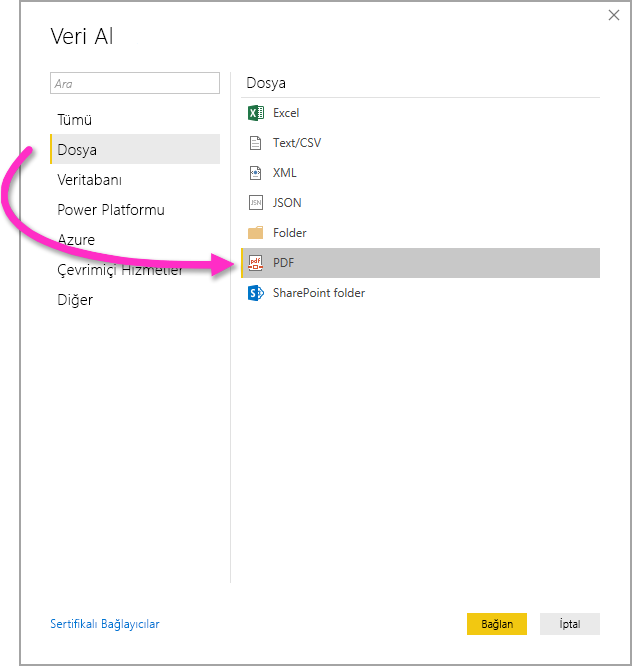 Veri Al
Ara
Tümü
Dosya
Veritabanı
Power Platformu
Azure
Çevrimiçi Hizmetler
Diğer
Dosya
Excel
Text/CSV
XML
JSON
Folder
PDF
SharePoint folder
Sertifikalı Bağlayıcılar
Bağlan
İptal